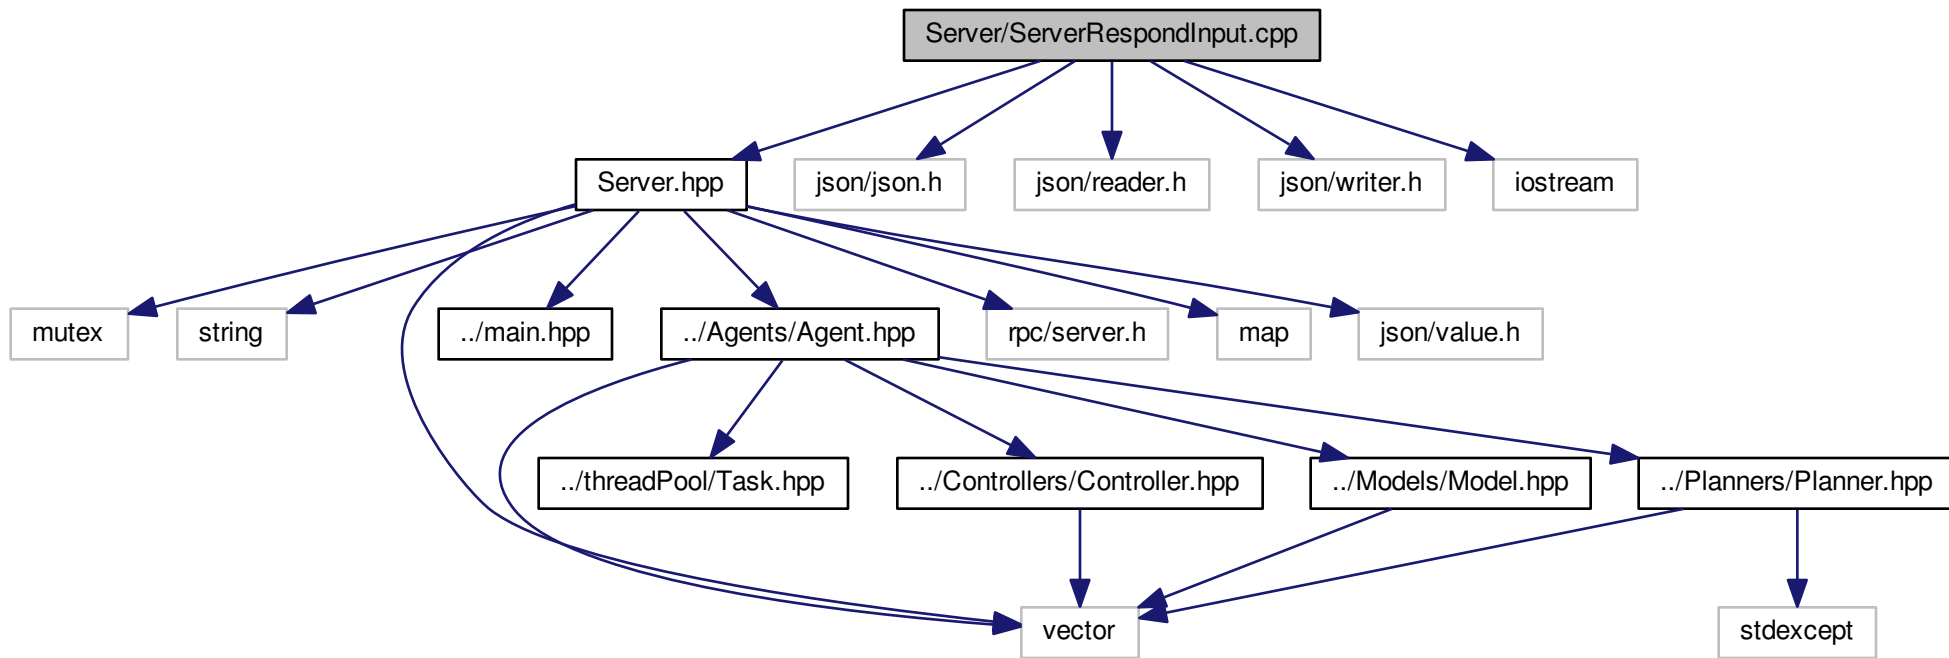 Server/ServerRespondInput.cpp
Server.hpp
json/json.h
json/reader.h
json/writer.h
iostream
mutex
string
../main.hpp
../Agents/Agent.hpp
rpc/server.h
map
json/value.h
../threadPool/Task.hpp
../Controllers/Controller.hpp
../Models/Model.hpp
../Planners/Planner.hpp
vector
stdexcept